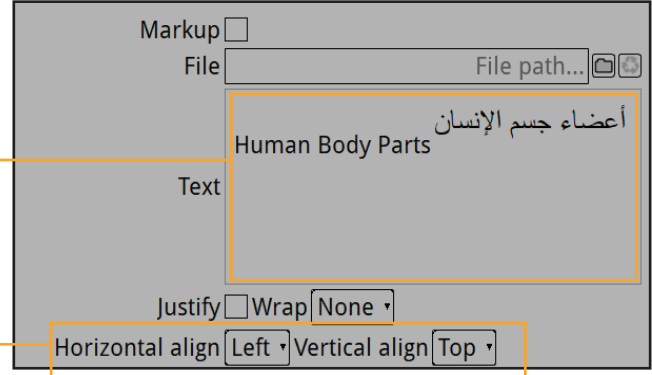 Markup
File File path...
أعضاء جسم الإنسان
Human Body Parts
Text
Justify Wrap None
Horizontal align Left Vertical align Top